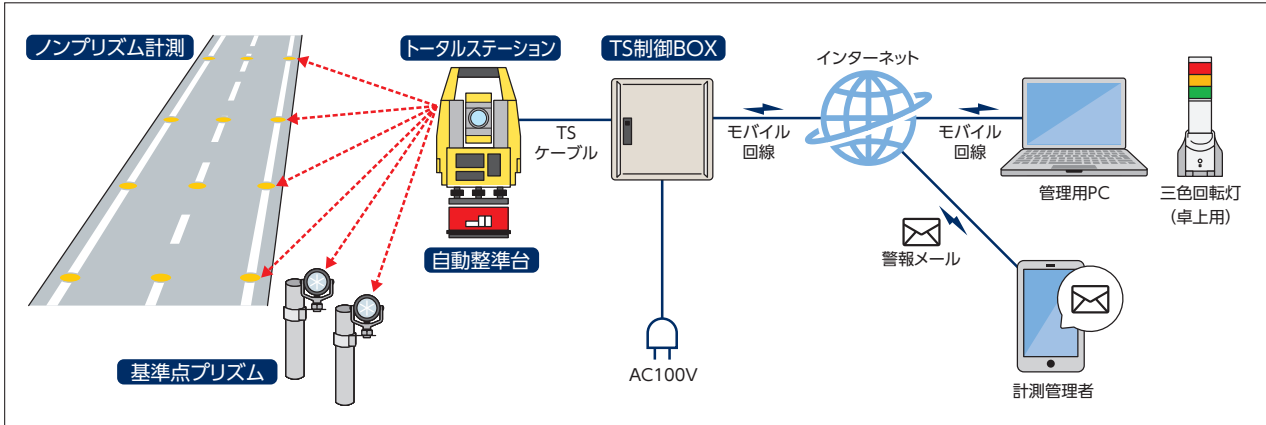 ノンプリズム計測
トータルステーション
TS制御BOX
インターネット
TS
ケーブル
モバイル
回線
モバイル
回線
管理用PC
三色回転灯
（卓上用）
自動整準台
警報メール
基準点プリズム
AC100V
計測管理者